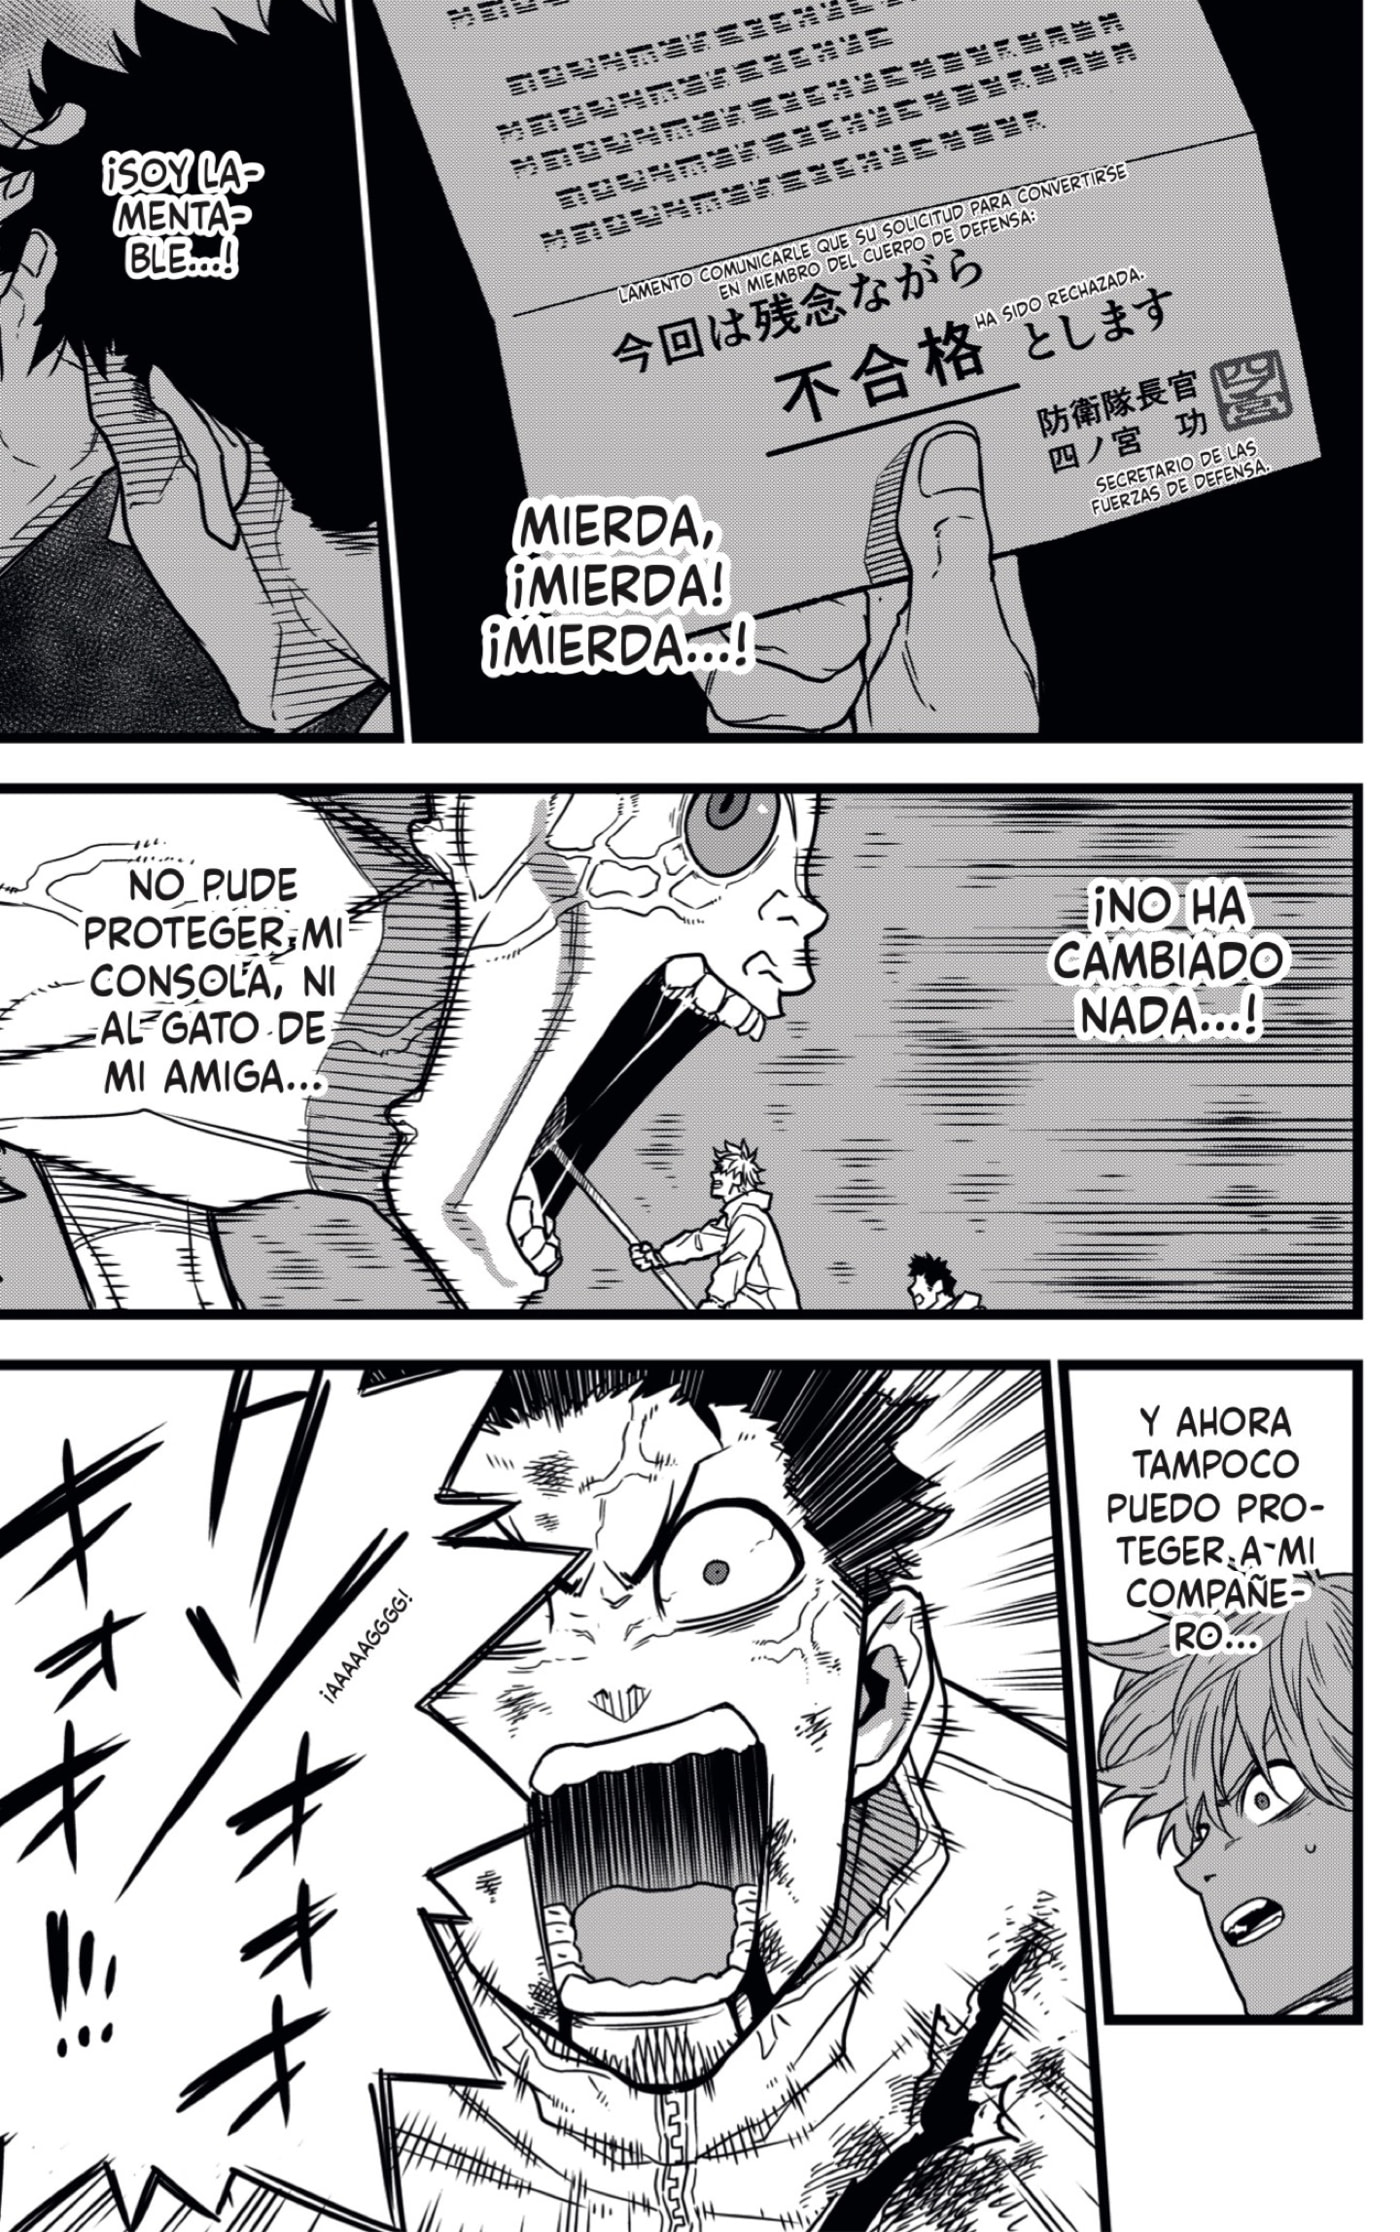 LAMENTO COMUNICARLE QUE SU SOLICITUD PARA CONVERTIRSE
EN MIEMBRO DEL CUERPO DE DEFENSA:
今回は残念ながら
HA SIDO RECHAZADA.
不合格とします
防衛隊長官
四ノ宮 功
SECRETARIO DE LAS
FUERZAS DE DEFENSA.
MIERDA,
¡MIERDA!
¡MIERDA...!
¡SOY LA-
MENTA-
BLE...!
¡NO HA
CAMBIADO
NADA...!
NO PUDE
PROTEGER MI
CONSOLA, NI
AL GATO DE
MI AMIGA...
Y AHORA
TAMPOCO
PUEDO PRO-
TEGER A MI
COMPAÑE-
RO...
¡AAAAGGGG!